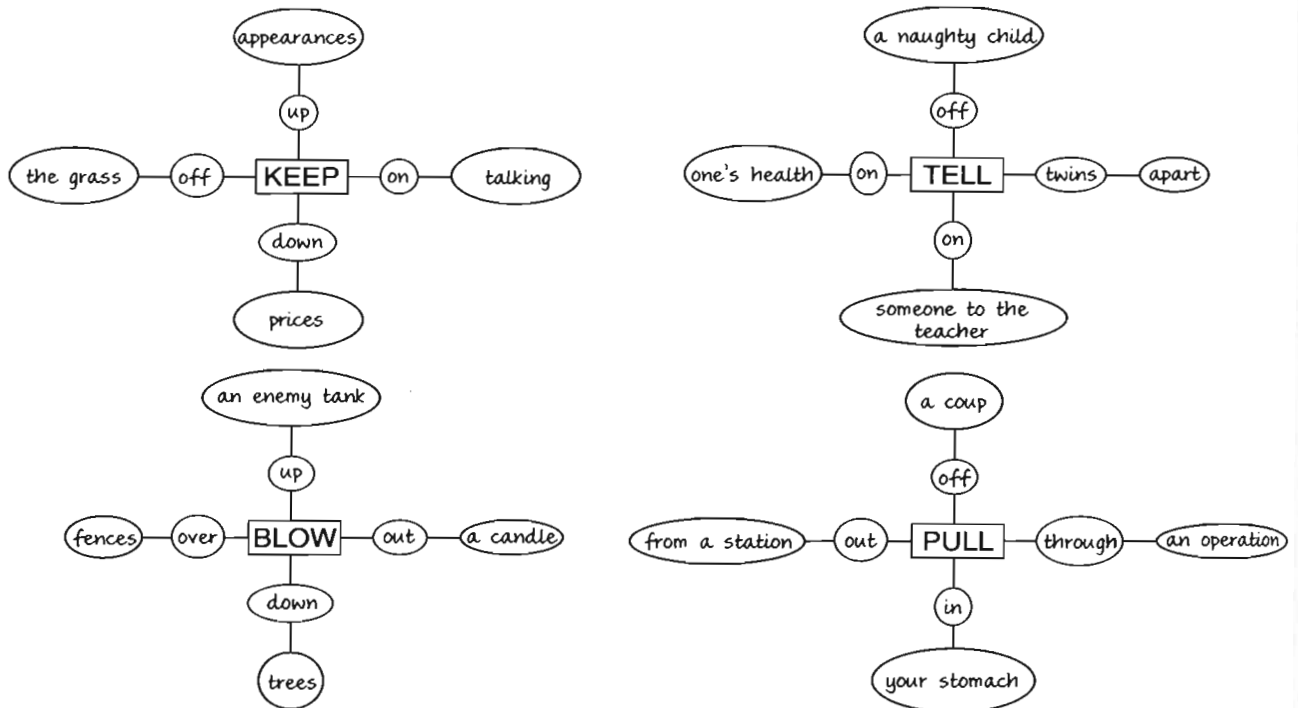 appearances
up
the grass off KEEP on talking
down
prices
a naughty child
off
one's health on TELL twins apart
on
someone to the
teacher
an enemy tank
up
fences over BLOW out a candle
down
trees
a coup
off
from a station out PULL through an operation
in
your stomach